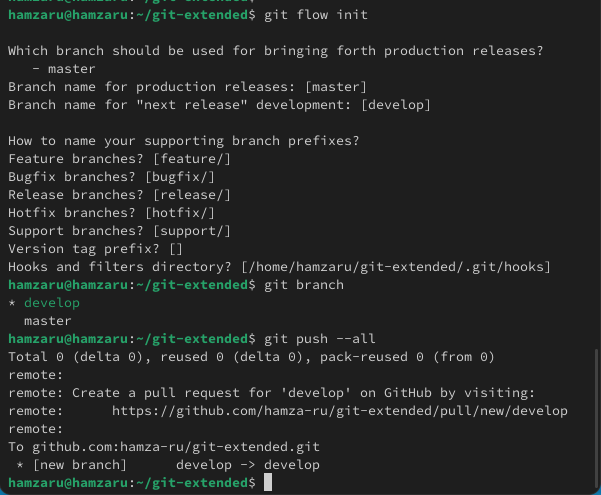 hamzaru@hamzaru:~/git-extended$ git flow init

Which branch should be used for bringing forth production releases?
   - master
Branch name for production releases: [master]
Branch name for "next release" development: [develop]

How to name your supporting branch prefixes?
Feature branches? [feature/]
Bugfix branches? [bugfix/]
Release branches? [release/]
Hotfix branches? [hotfix/]
Support branches? [support/]
Version tag prefix? []
Hooks and filters directory? [/home/hamzaru/git-extended/.git/hooks]
hamzaru@hamzaru:~/git-extended$ git branch
* develop
  master
hamzaru@hamzaru:~/git-extended$ git push --all
Total 0 (delta 0), reused 0 (delta 0), pack-reused 0 (from 0)
remote:
remote: Create a pull request for 'develop' on GitHub by visiting:
remote:      https://github.com/hamza-ru/git-extended/pull/new/develop
remote:
To github.com:hamza-ru/git-extended.git
 * [new branch]      develop -> develop
hamzaru@hamzaru:~/git-extended$